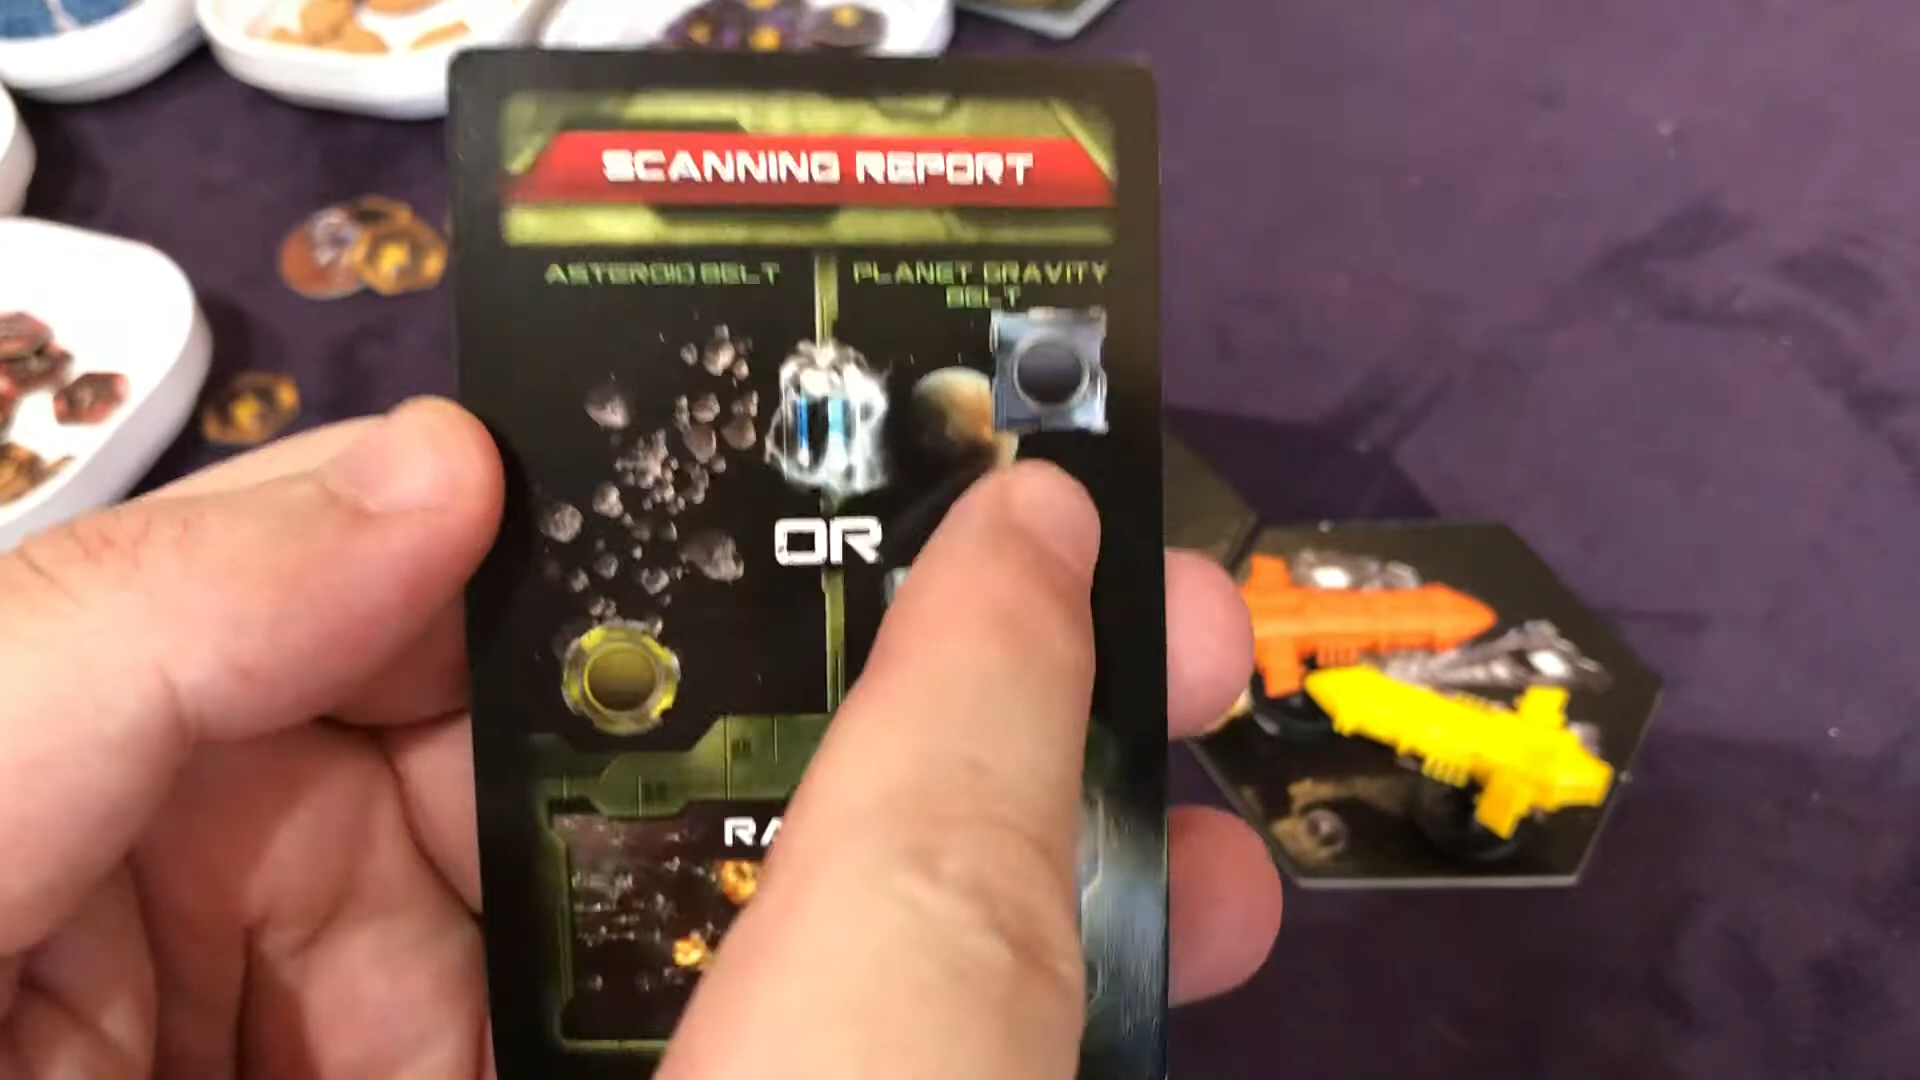 SCANNING REPORT
ASTEROID BELT
PLANET GRAVITY
BELT
OR